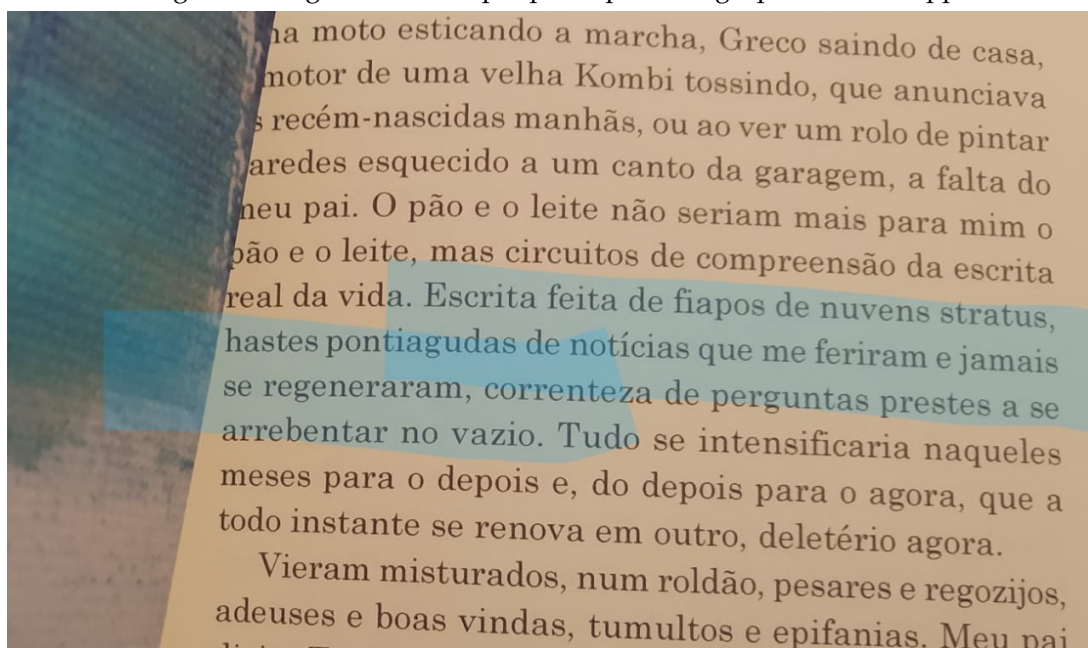 moto esticando a marcha, Greco saindo de casa,
motor de uma velha Kombi tossindo, que anunciava
s recém-nascidas manhãs, ou ao ver um rolo de pintar
aredes esquecido a um canto da garagem, a falta do
meu pai. O pão e o leite não seriam mais para mim o
pão e o leite, mas circuitos de compreensão da escrita
real da vida. Escrita feita de fiapos de nuvens stratus,
hastes pontiagudas de notícias que me feriram e jamais
se regeneraram, correnteza de perguntas prestes a se
arrebentar no vazio. Tudo se intensificaria naqueles
meses para o depois e, do depois para o agora, que a
todo instante se renova em outro, deletério agora.
Vieram misturados, num roldão, pesares e regozijos,
adeuses e boas vindas, tumultos e epifanias. Meu pai